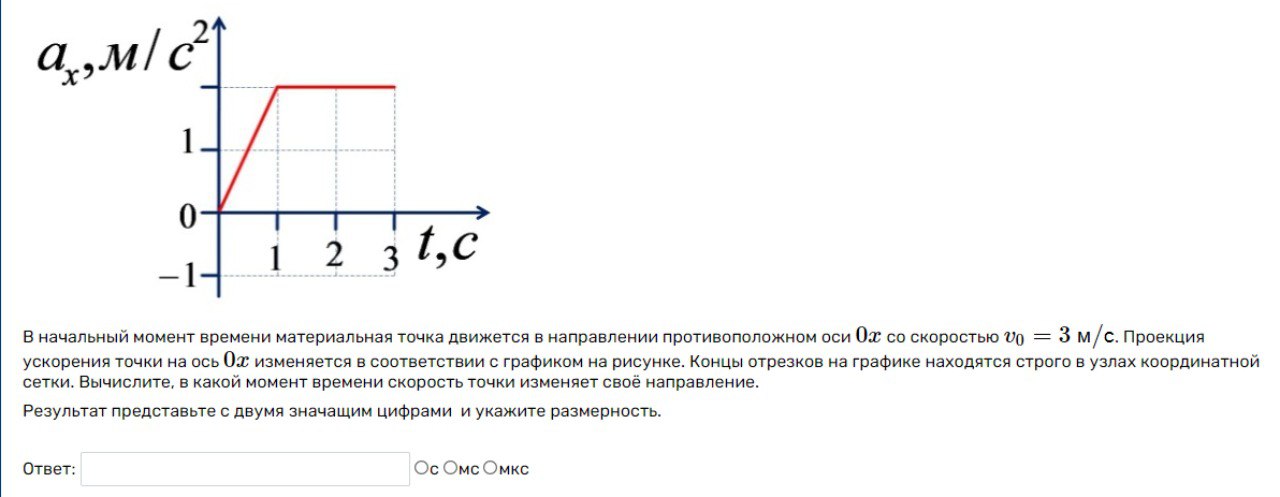 aₓ,м/с²
1
0
1 2 3 t,c
−1
В начальный момент времени материальная точка движется в направлении противоположном оси 0x со скоростью v₀ = 3 м/с. Проекция
ускорения точки на ось 0x изменяется в соответствии с графиком на рисунке. Концы отрезков на графике находятся строго в узлах координатной
сетки. Вычислите, в какой момент времени скорость точки изменяет своё направление.
Результат представьте с двумя значащим цифрами и укажите размерность.
Ответ: с мс мкс